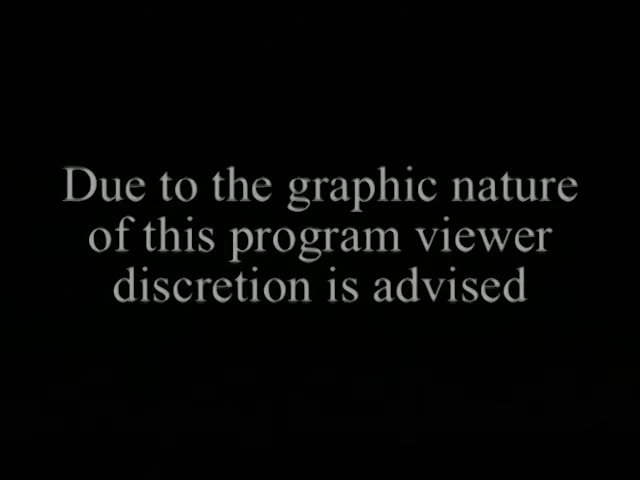 Due to the graphic nature
of this program viewer
discretion is advised